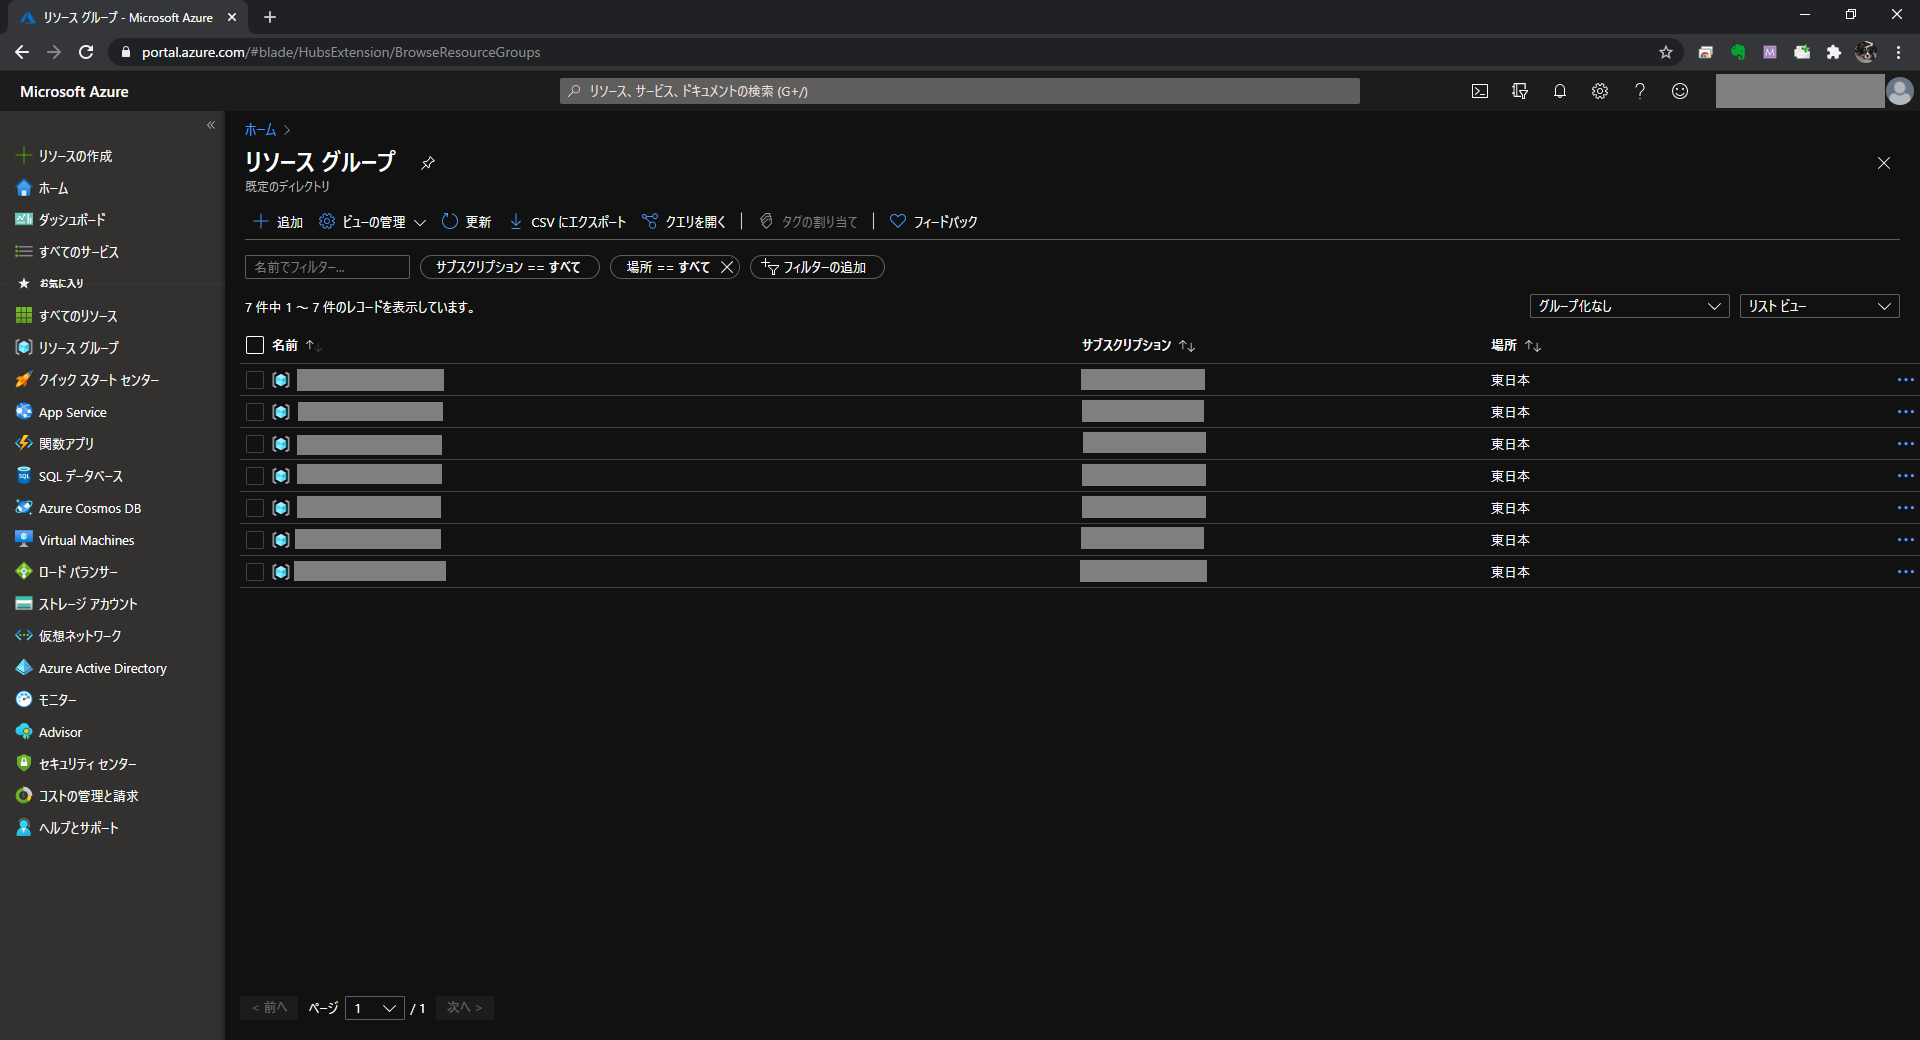 リソース グループ - Microsoft Azure
portal.azure.com/#blade/HubsExtension/BrowseResourceGroups
Microsoft Azure
リソース、サービス、ドキュメントの検索 (G+/)
リソースの作成
ホーム
ダッシュボード
すべてのサービス
お気に入り
すべてのリソース
リソース グループ
クイック スタート センター
App Service
関数アプリ
SQL データベース
Azure Cosmos DB
Virtual Machines
ロード バランサー
ストレージ アカウント
仮想ネットワーク
Azure Active Directory
モニター
Advisor
セキュリティ センター
コストの管理と請求
ヘルプとサポート
ホーム >
リソース グループ
既定のディレクトリ
追加 ビューの管理 更新 CSV にエクスポート クエリを開く タグの割り当て フィードバック
名前でフィルター... サブスクリプション == すべて 場所 == すべて フィルターの追加
7 件中 1 ～ 7 件のレコードを表示しています。 グループ化なし リスト ビュー
名前 ↑↓ サブスクリプション ↑↓ 場所 ↑↓
東日本
東日本
東日本
東日本
東日本
東日本
東日本
< 前へ ページ 1 / 1 次へ >